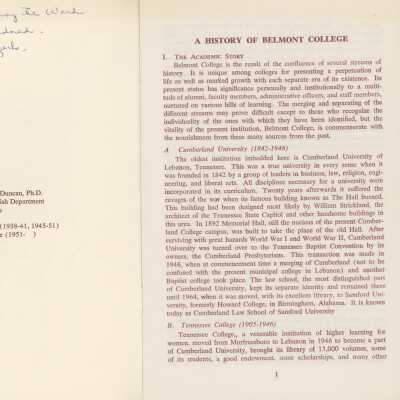 ng the Ward
Duncan, Ph.D.
sh Department
(1938-41, 1945-51)
(1951- )
A HISTORY OF BELMONT COLLEGE
I. THE ACADEMIC STORY
Belmont College is the result of the confluence of several streams of
history. It is unique among colleges for presenting a perpetuation of
life as well as marked growth with each separate era of existence. Its
present status has significance personally and institutionally to a multi-
tude of alumni, faculty members, administrative officers, and staff members,
nurtured on various hills of learning. The merging and separating of the
different streams may prove difficult except to those who recognize the
individuality of the ones with which they have been identified, but the
vitality of the present institution, Belmont College, is commensurate with
the nourishment from these many sources from the past.
A Cumberland University (1842-1946)
The oldest institution imbedded here is Cumberland University of
Lebanon, Tennessee. This was a true university in every sense when it
was founded in 1842 by a group of leaders in business, law, religion, engi-
neering, and liberal arts. All disciplines necessary for a university were
incorporated in its curriculum. Twenty years afterwards it suffered the
ravages of the war when its famous building known as The Hall burned.
This building had been designed most likely by William Strickland, the
architect of the Tennessee State Capitol and other handsome buildings in
this area. In 1892 Memorial Hall, still the nucleus of the present Cumber-
land College campus, was built to take the place of the old Hall. After
surviving with great hazards World War I and World War II, Cumberland
University was turned over to the Tennessee Baptist Convention by its
owners, the Cumberland Presbyterians. This transaction was made in
1946, when at commencement time a merging of Cumberland (not to be
confused with the present municipal college in Lebanon) and another
Baptist college took place. The law school, the most distinguished part
of Cumberland University, kept its separate identity and remained there
until 1964, when it was moved, with its excellent library, to Samford Uni-
versity, formerly Howard College, in Birmingham, Alabama. It is known
today as Cumberland Law School of Samford University
B. Tennessee College (1905-1946)
Tennessee College, a venerable institution of higher learning for
women, moved from Murfreesboro to Lebanon in 1946 to become a part
of Cumberland University, brought its library of 13,000 volumes, some
of its students, a good endowment, some scholarships, and many other
1